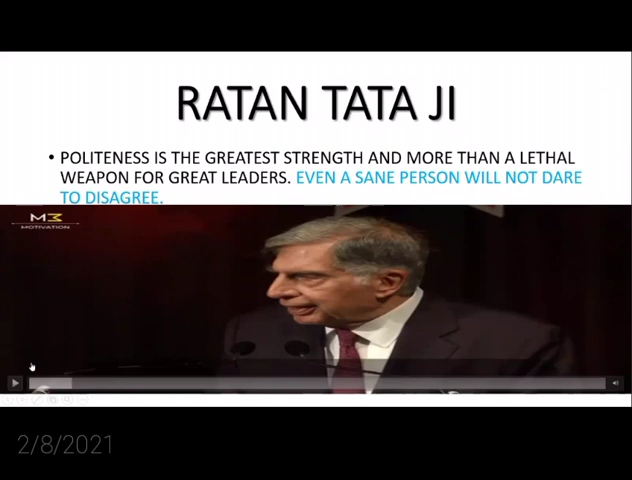 RATAN TATA JI
• POLITENESS IS THE GREATEST STRENGTH AND MORE THAN A LETHAL
WEAPON FOR GREAT LEADERS. EVEN A SANE PERSON WILL NOT DARE
TO DISAGREE.
M3
MOTIVATION
2/8/2021